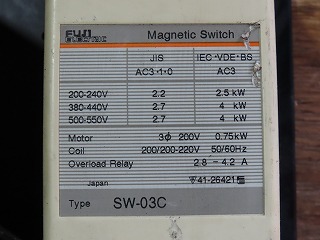 FUJI ELECTRIC Magnetic Switch
JIS IEC·VDE·BS
AC3·1·0 AC3
200-240V 2.2 2.5 kW
380-440V 2.7 4 kW
500-550V 2.7 4 kW
Motor 3ϕ 200V 0.75kW
Coil 200/200-220V 50/60Hz
Overload Relay 2.8 - 4.2 A
Japan 41-26421
Type SW-03C